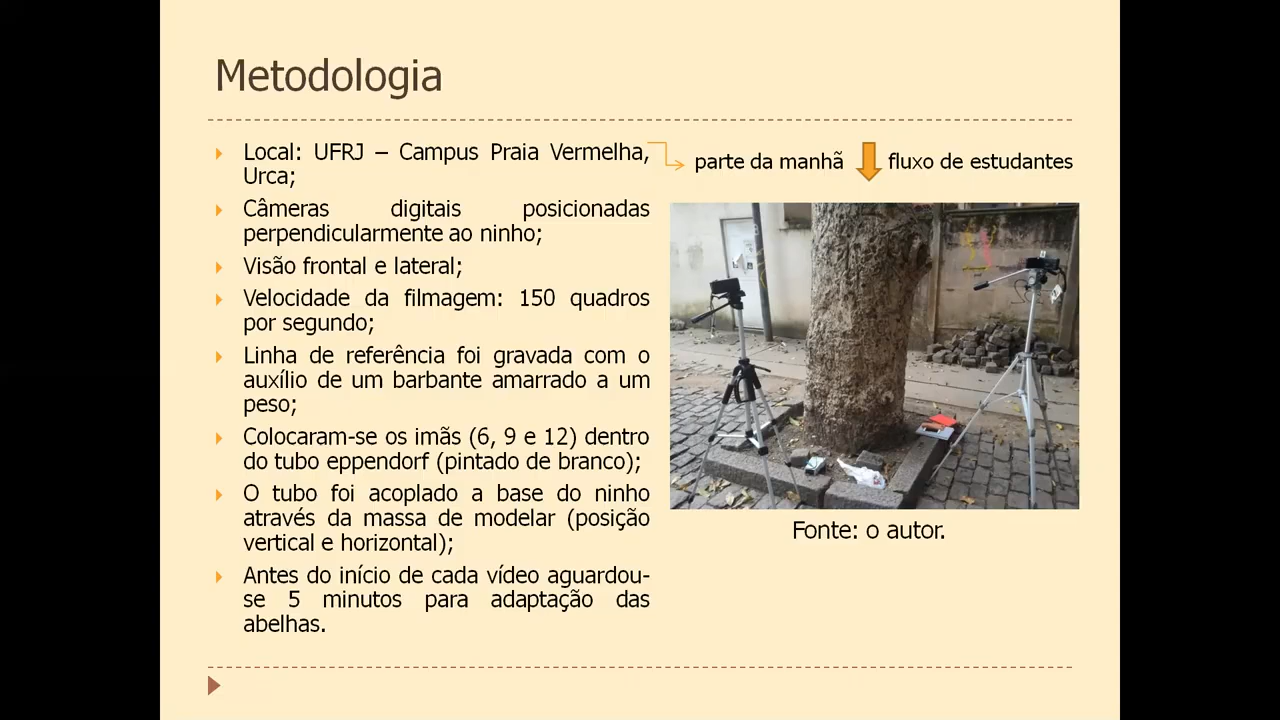 Metodologia
Local: UFRJ – Campus Praia Vermelha,
Urca;
parte da manhã
fluxo de estudantes
Câmeras digitais posicionadas
perpendicularmente ao ninho;
Visão frontal e lateral;
Velocidade da filmagem: 150 quadros
por segundo;
Linha de referência foi gravada com o
auxílio de um barbante amarrado a um
peso;
Colocaram-se os imãs (6, 9 e 12) dentro
do tubo eppendorf (pintado de branco);
O tubo foi acoplado a base do ninho
através da massa de modelar (posição
vertical e horizontal);
Antes do início de cada vídeo aguardou-
se 5 minutos para adaptação das
abelhas.
Fonte: o autor.